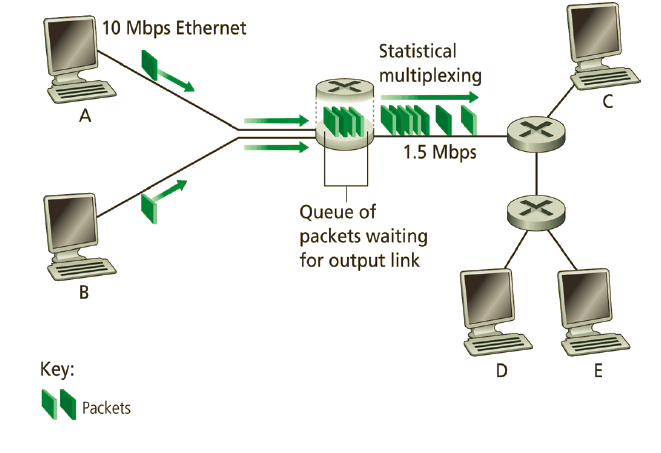 10 Mbps Ethernet
A
Statistical
multiplexing
C
1.5 Mbps
Queue of
packets waiting
for output link
B
D
E
Key:
Packets